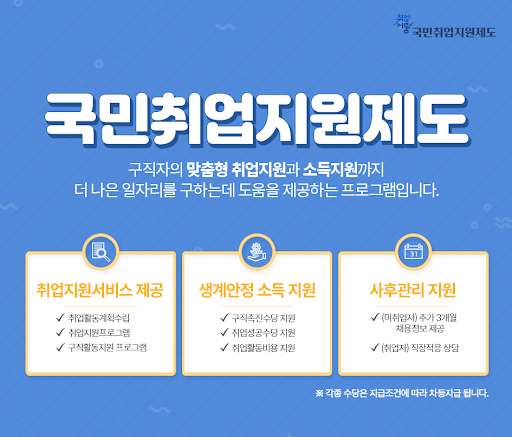 취업이룸 국민취업지원제도
국민취업지원제도
구직자의 맞춤형 취업지원과 소득지원까지
더 나은 일자리를 구하는데 도움을 제공하는 프로그램입니다.
취업지원서비스 제공
✓ 취업활동계획수립
✓ 취업지원프로그램
✓ 구직활동지원 프로그램
생계안정 소득 지원
✓ 구직촉진수당 지원
✓ 취업성공수당 지원
✓ 취업활동비용 지원
31
사후관리 지원
✓ (미취업자) 추가 3개월
채용정보 제공
✓ (취업자) 직장적응 상담
※ 각종 수당은 지급조건에 따라 차등지급 됩니다.